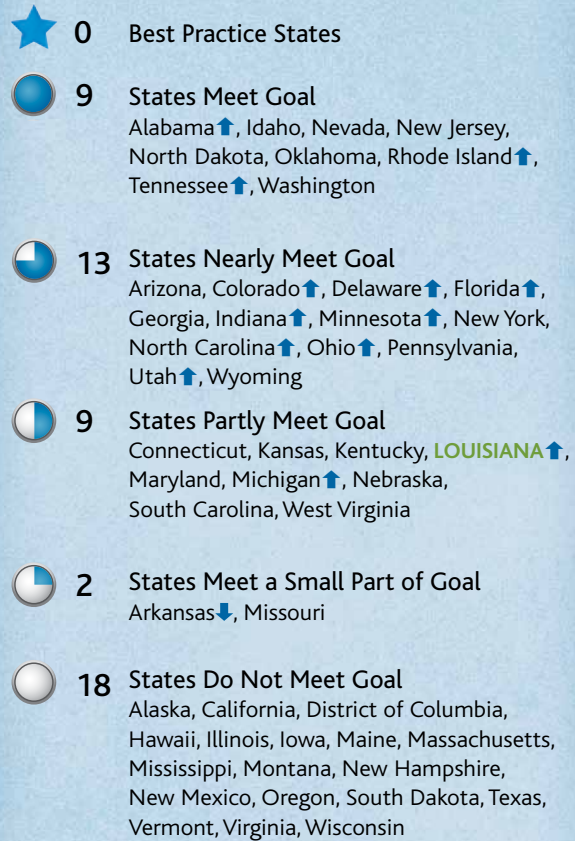 0 Best Practice States
9 States Meet Goal
Alabama⬆, Idaho, Nevada, New Jersey,
North Dakota, Oklahoma, Rhode Island⬆,
Tennessee⬆, Washington
13 States Nearly Meet Goal
Arizona, Colorado⬆, Delaware⬆, Florida⬆,
Georgia, Indiana⬆, Minnesota⬆, New York,
North Carolina⬆, Ohio⬆, Pennsylvania,
Utah⬆, Wyoming
9 States Partly Meet Goal
Connecticut, Kansas, Kentucky, LOUISIANA⬆,
Maryland, Michigan⬆, Nebraska,
South Carolina, West Virginia
2 States Meet a Small Part of Goal
Arkansas⬇, Missouri
18 States Do Not Meet Goal
Alaska, California, District of Columbia,
Hawaii, Illinois, Iowa, Maine, Massachusetts,
Mississippi, Montana, New Hampshire,
New Mexico, Oregon, South Dakota, Texas,
Vermont, Virginia, Wisconsin